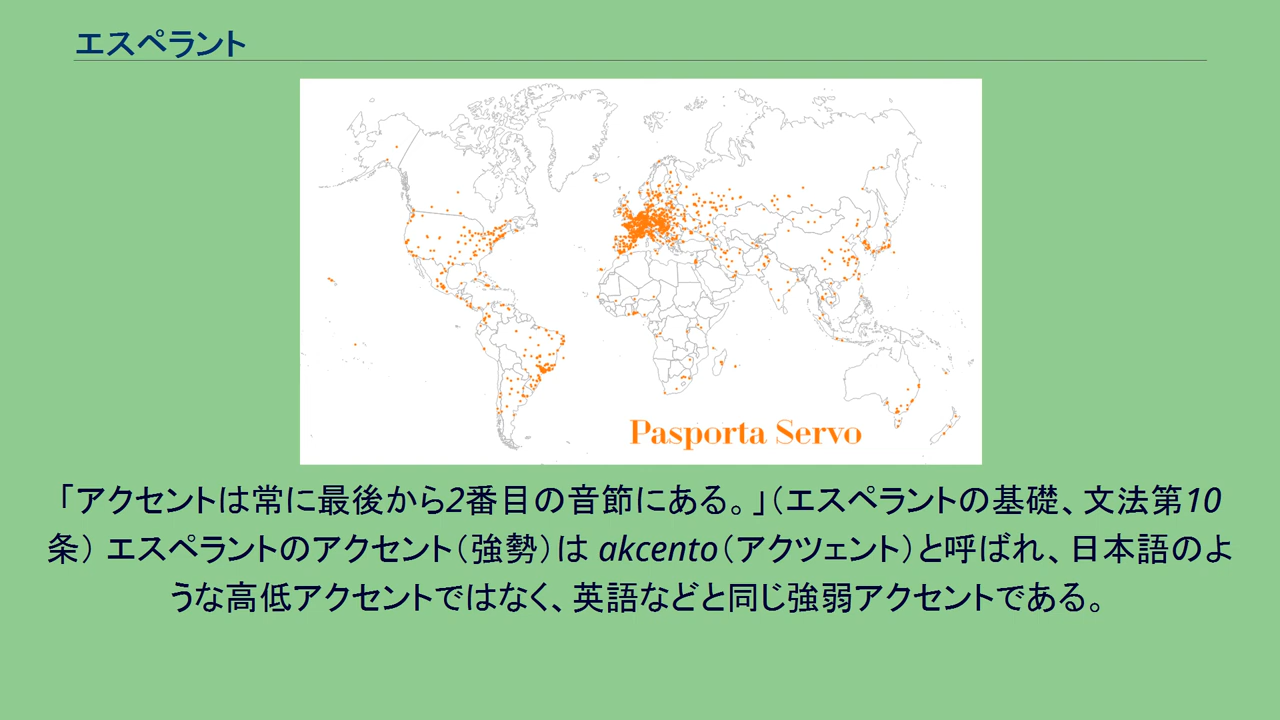 エスペラント
Pasporta Servo
「アクセントは常に最後から2番目の音節にある。」（エスペラントの基礎、文法第10
条） エスペラントのアクセント（強勢）は akcento（アクツェント）と呼ばれ、日本語のよ
うな高低アクセントではなく、英語などと同じ強弱アクセントである。